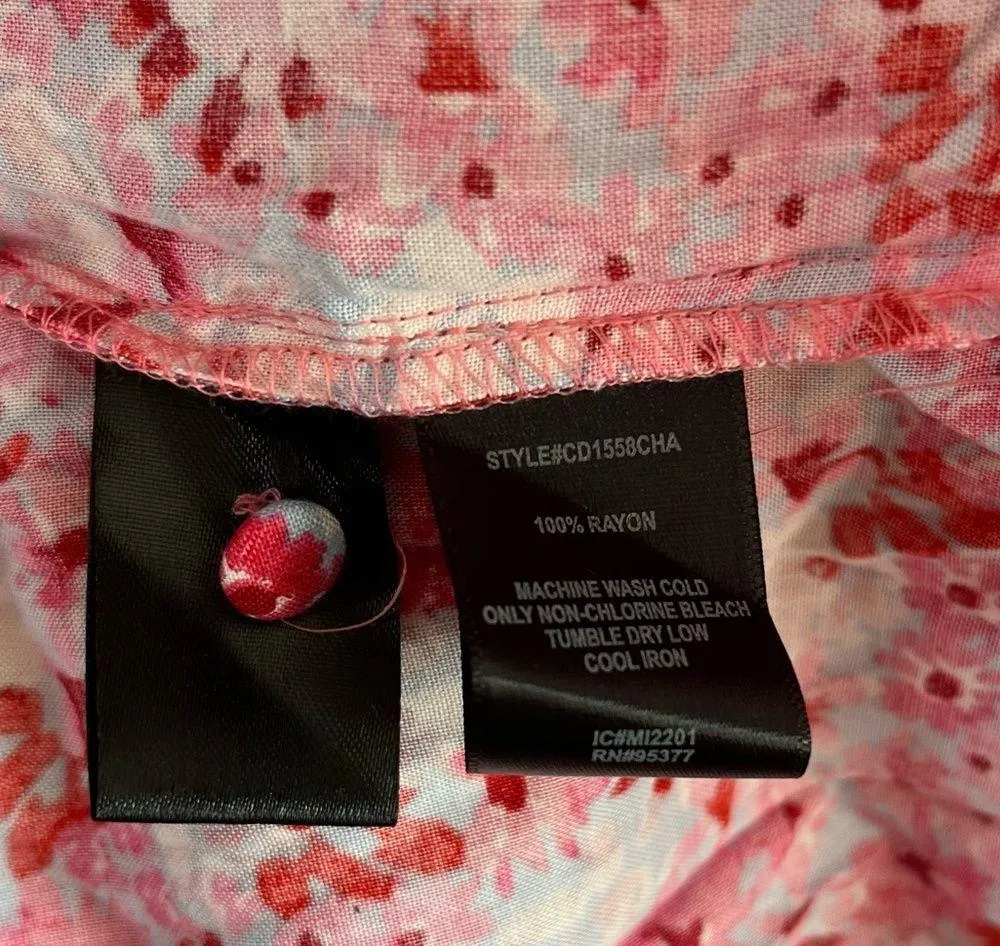 STYLE#CD1558CHA
100% RAYON
MACHINE WASH COLD
ONLY NON-CHLORINE BLEACH
TUMBLE DRY LOW
COOL IRON
IC#MI2201
RN#95377